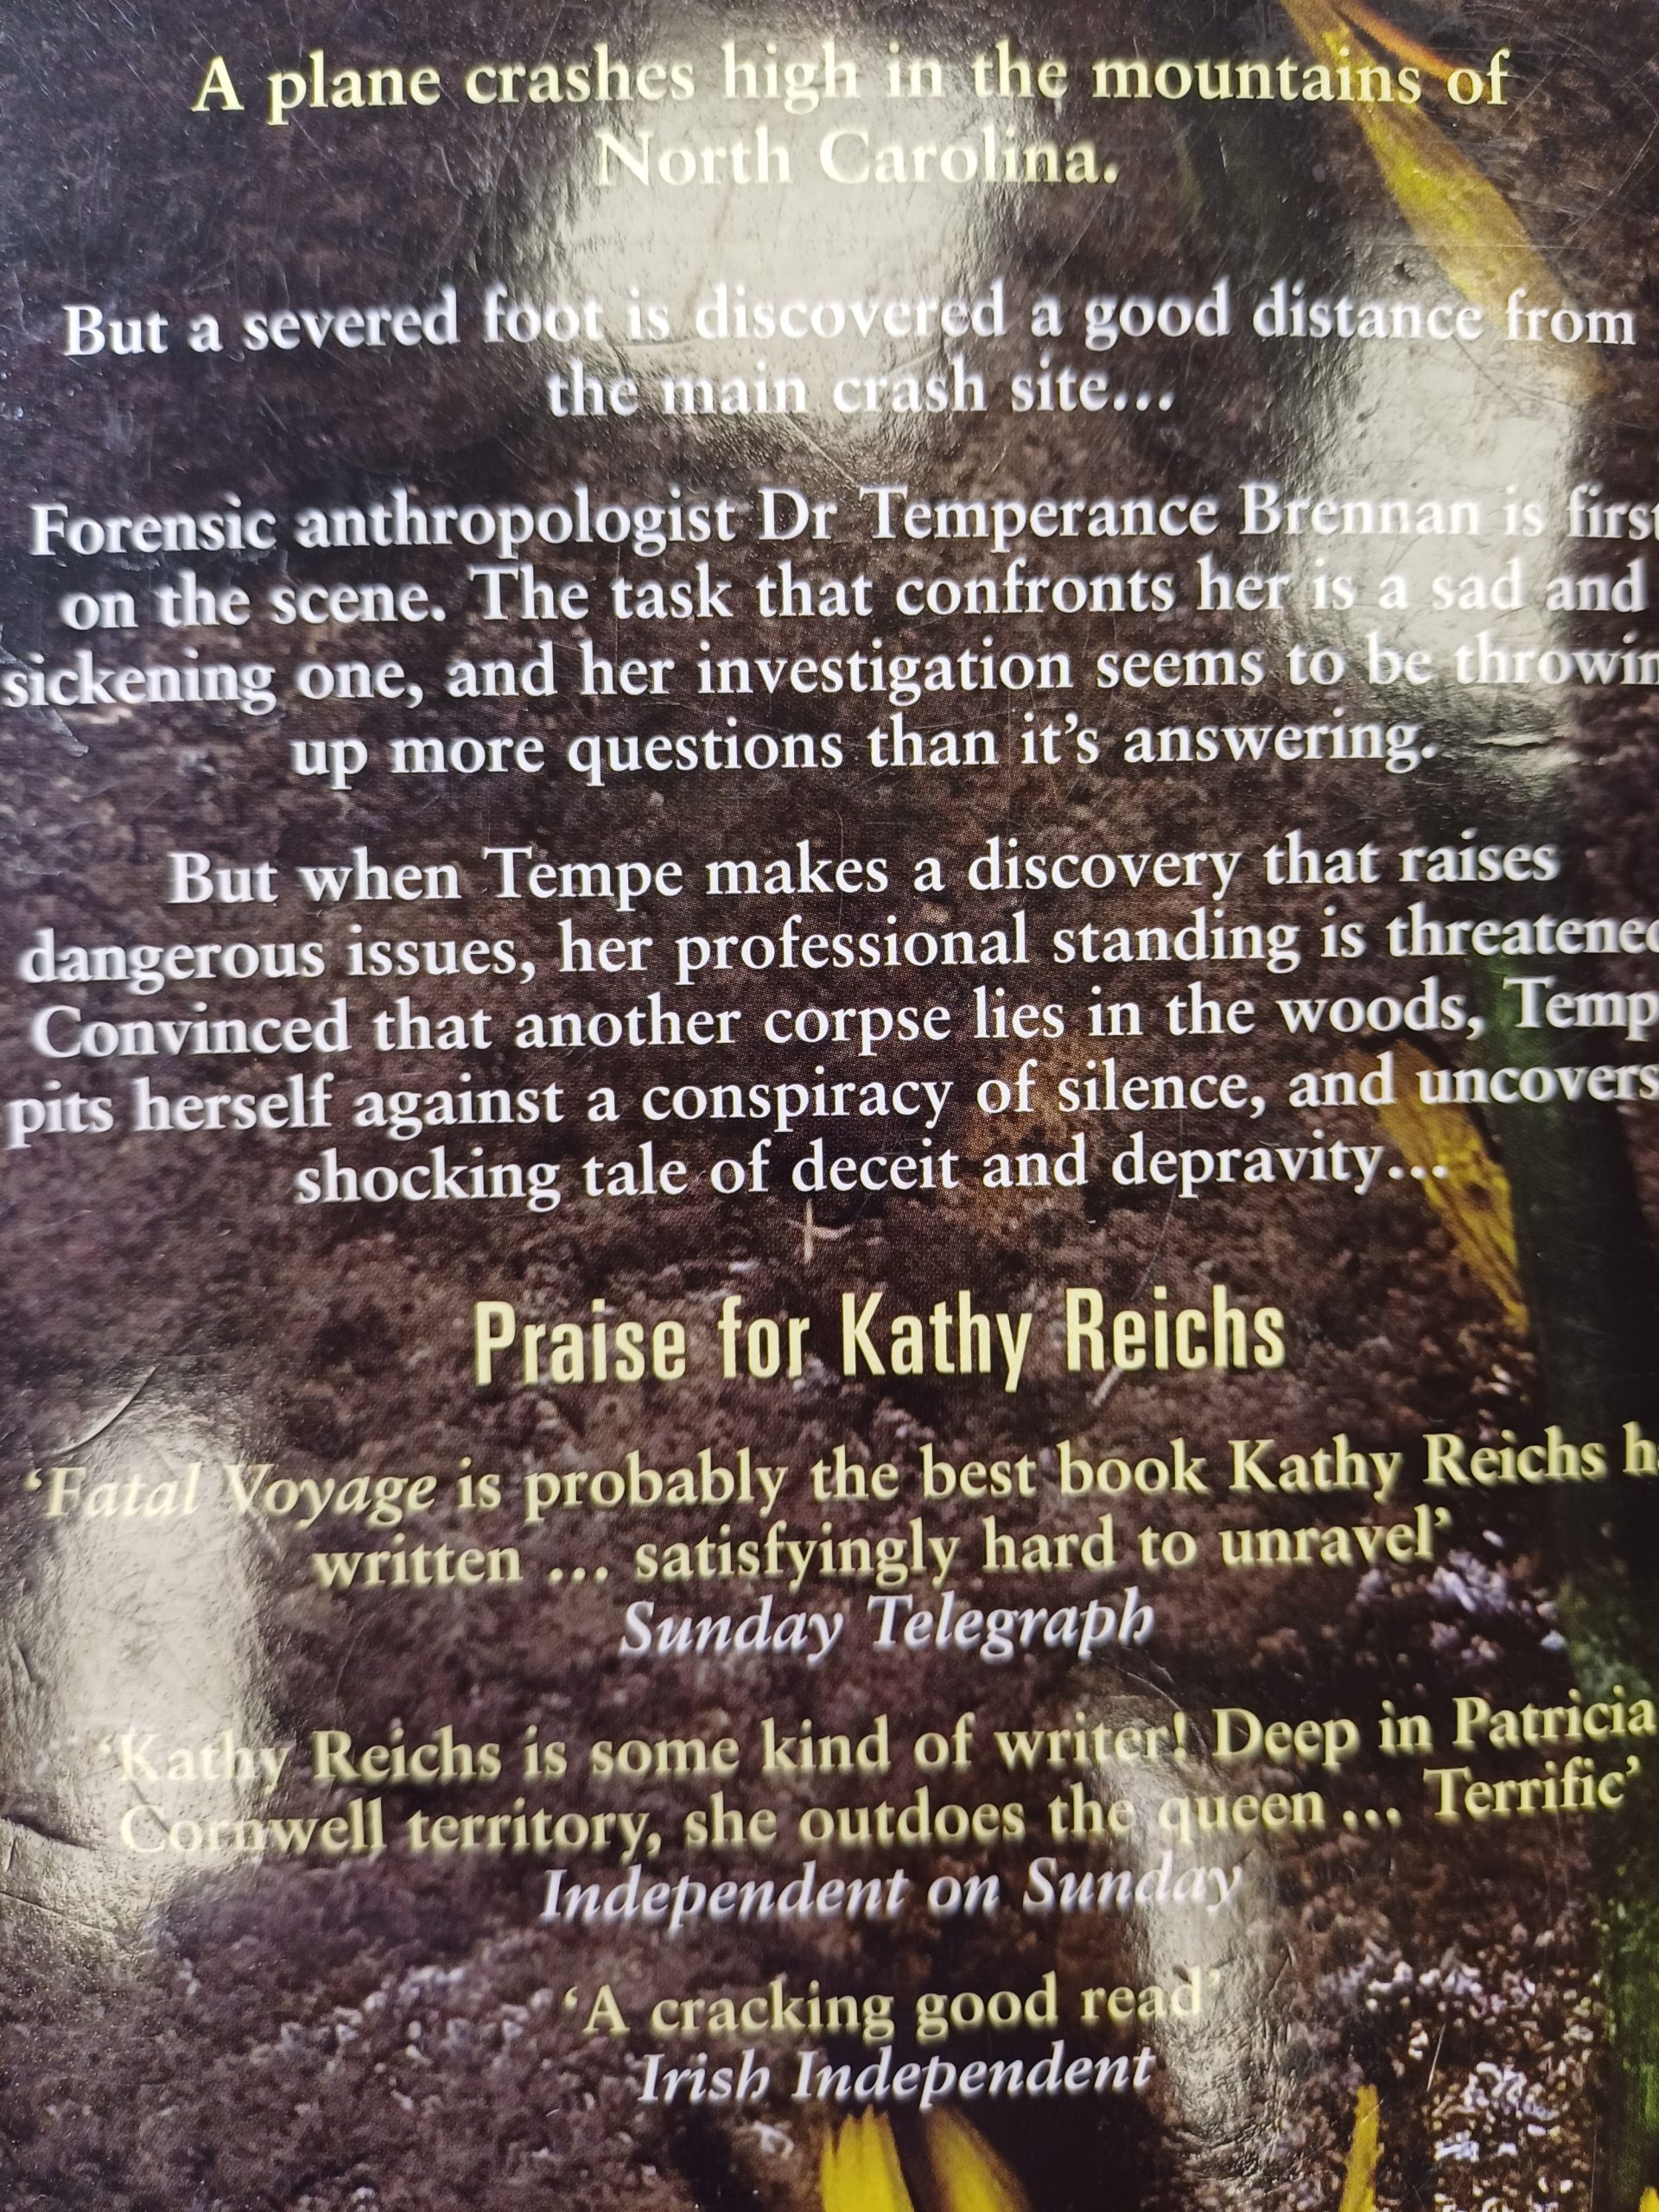 A plane crashes high in the mountains of
North Carolina.
But a severed foot is discovered a good distance from
the main crash site...
Forensic anthropologist Dr Temperance Brennan is first
on the scene. The task that confronts her is a sad and
sickening one, and her investigation seems to be throwin
up more questions than it's answering.
But when Tempe makes a discovery that raises
dangerous issues, her professional standing is threatened
Convinced that another corpse lies in the woods, Temp
pits herself against a conspiracy of silence, and uncovers
shocking tale of deceit and depravity...
Praise for Kathy Reichs
‘Fatal Voyage is probably the best book Kathy Reichs h
written ... satisfyingly hard to unravel’
Sunday Telegraph
‘Kathy Reichs is some kind of writer! Deep in Patricia
Cornwell territory, she outdoes the queen ... Terrific’
Independent on Sunday
‘A cracking good read’
Irish Independent